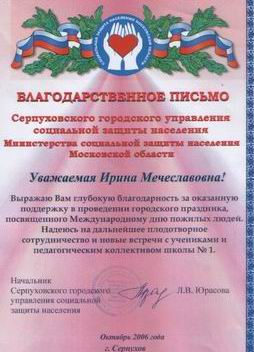 БЛАГОДАРСТВЕННОЕ ПИСЬМО
Серпуховского городского управления
социальной защиты населения
Министерства социальной защиты населения
Московской области
Уважаемая Ирина Мечеславовна!
Выражаю Вам глубокую благодарность за оказанную
поддержку в проведении городского праздника,
посвященного Международному дню пожилых людей.
Надеюсь на дальнейшее плодотворное
сотрудничество и новые встречи с учениками и
педагогическим коллективом школы № 1.
Начальник
Серпуховского городского
управления социальной
защиты населения
Л.В. Юрасова
Октябрь 2006 года
г. Серпухов